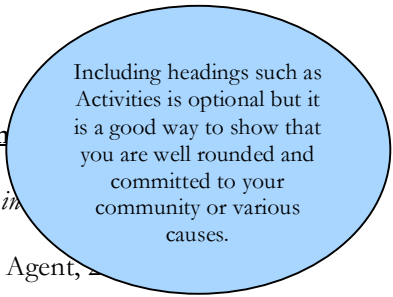 Including headings such as
Activities is optional but it
is a good way to show that
you are well rounded and
committed to your
community or various
causes.
Agent,